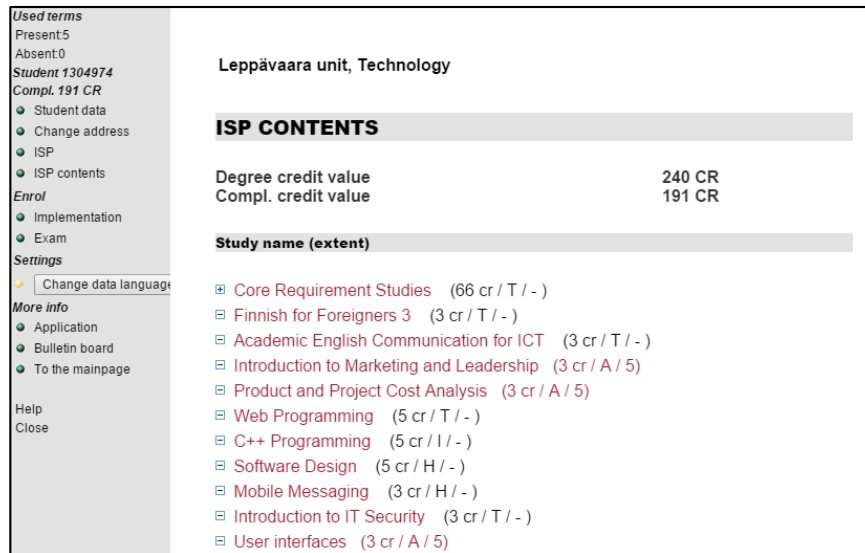 Used terms
Present:5
Absent:0
Student 1304974
Compl. 191 CR
Student data
Change address
ISP
ISP contents
Enrol
Implementation
Exam
Settings
Change data language
More info
Application
Bulletin board
To the mainpage
Help
Close
Leppävaara unit, Technology
ISP CONTENTS
Degree credit value 240 CR
Compl. credit value 191 CR
Study name (extent)
Core Requirement Studies (66 cr / T / - )
Finnish for Foreigners 3 (3 cr / T / - )
Academic English Communication for ICT (3 cr / T / - )
Introduction to Marketing and Leadership (3 cr / A / 5)
Product and Project Cost Analysis (3 cr / A / 5)
Web Programming (5 cr / T / - )
C++ Programming (5 cr / I / - )
Software Design (5 cr / H / - )
Mobile Messaging (3 cr / H / - )
Introduction to IT Security (3 cr / T / - )
User interfaces (3 cr / A / 5)